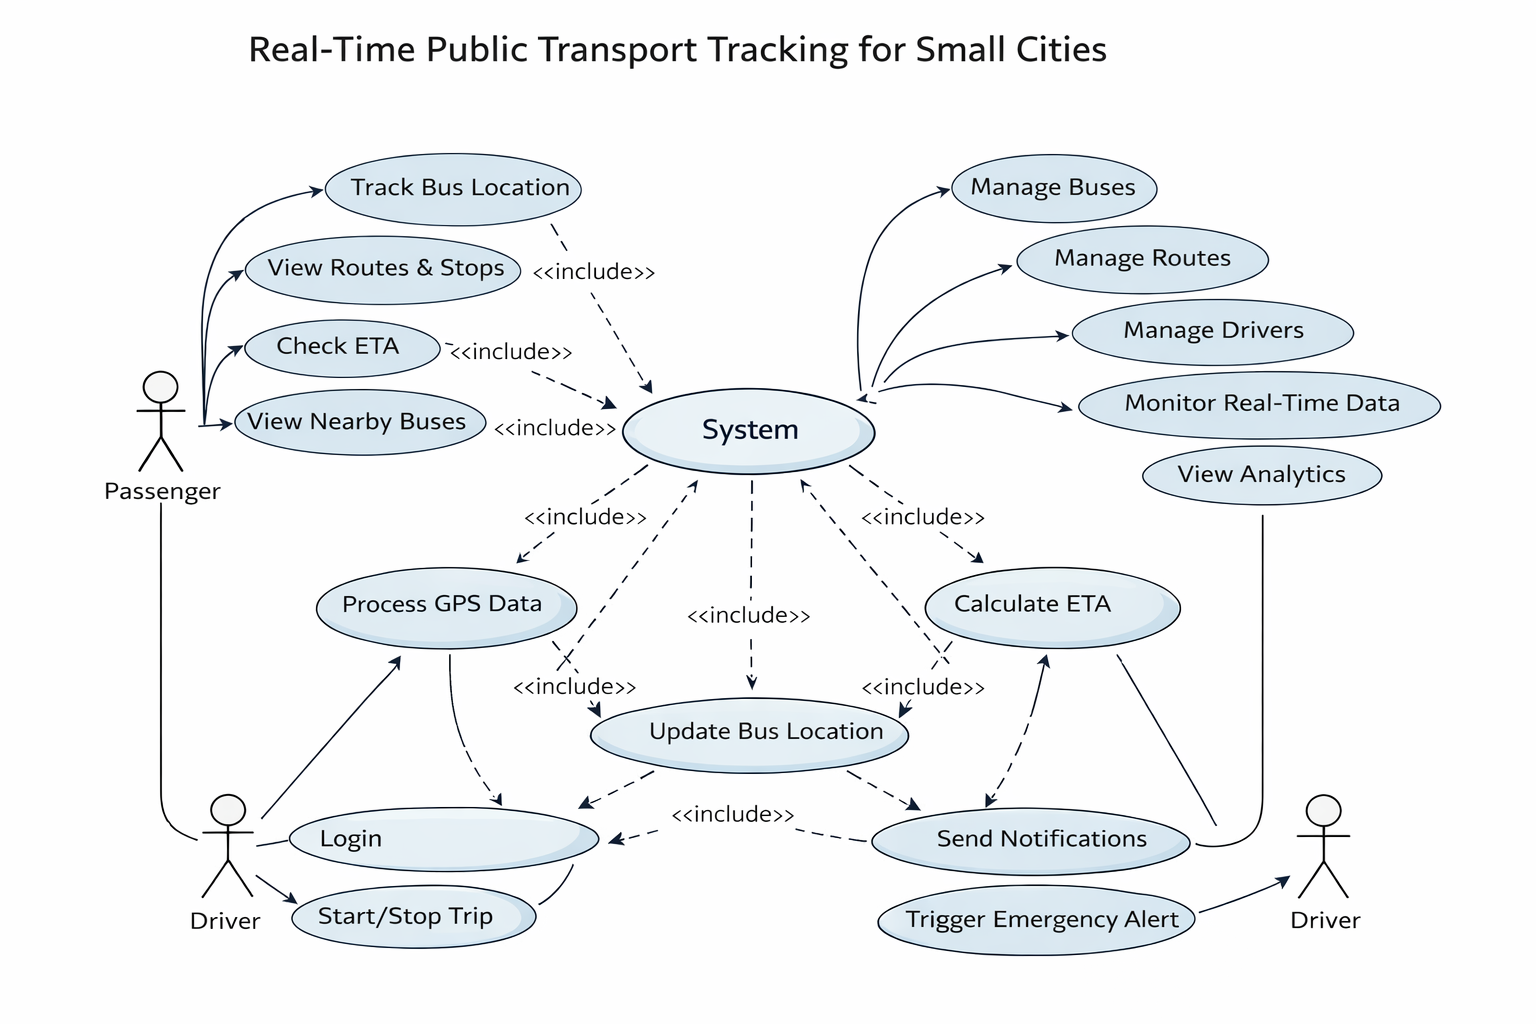 Real-Time Public Transport Tracking for Small Cities
Track Bus Location
View Routes & Stops
<<include>>
Check ETA
<<include>>
View Nearby Buses
<<include>>
Passenger
System
Manage Buses
Manage Routes
Manage Drivers
Monitor Real-Time Data
View Analytics
<<include>>
<<include>>
Process GPS Data
<<include>>
Calculate ETA
<<include>>
<<include>>
Update Bus Location
<<include>>
Login
Send Notifications
Driver
Start/Stop Trip
Trigger Emergency Alert
Driver